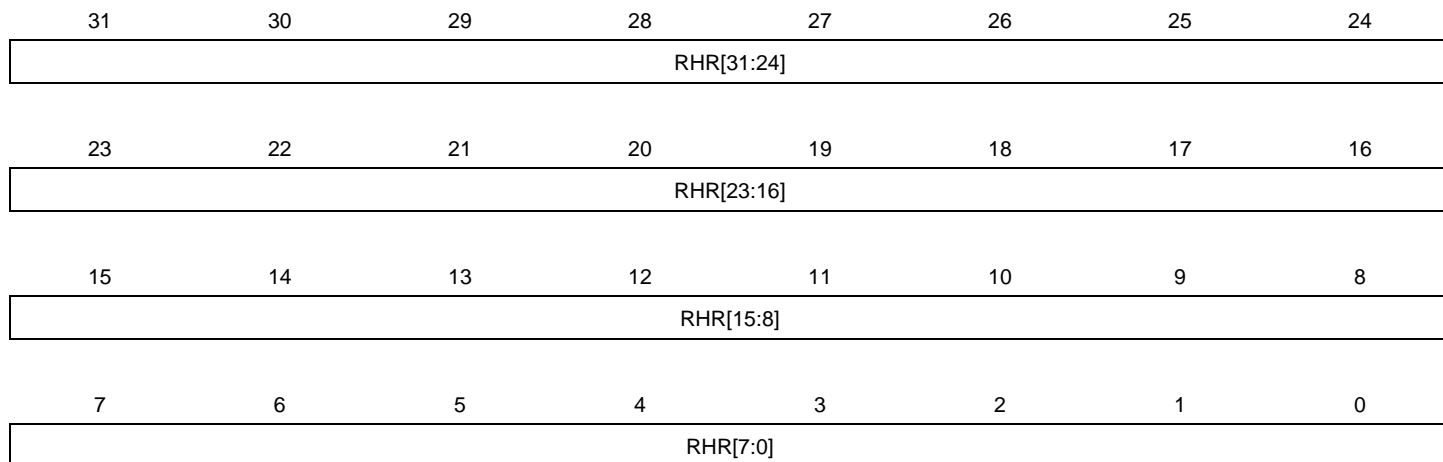 31 30 29 28 27 26 25 24
RHR[31:24]
23 22 21 20 19 18 17 16
RHR[23:16]
15 14 13 12 11 10 9 8
RHR[15:8]
7 6 5 4 3 2 1 0
RHR[7:0]